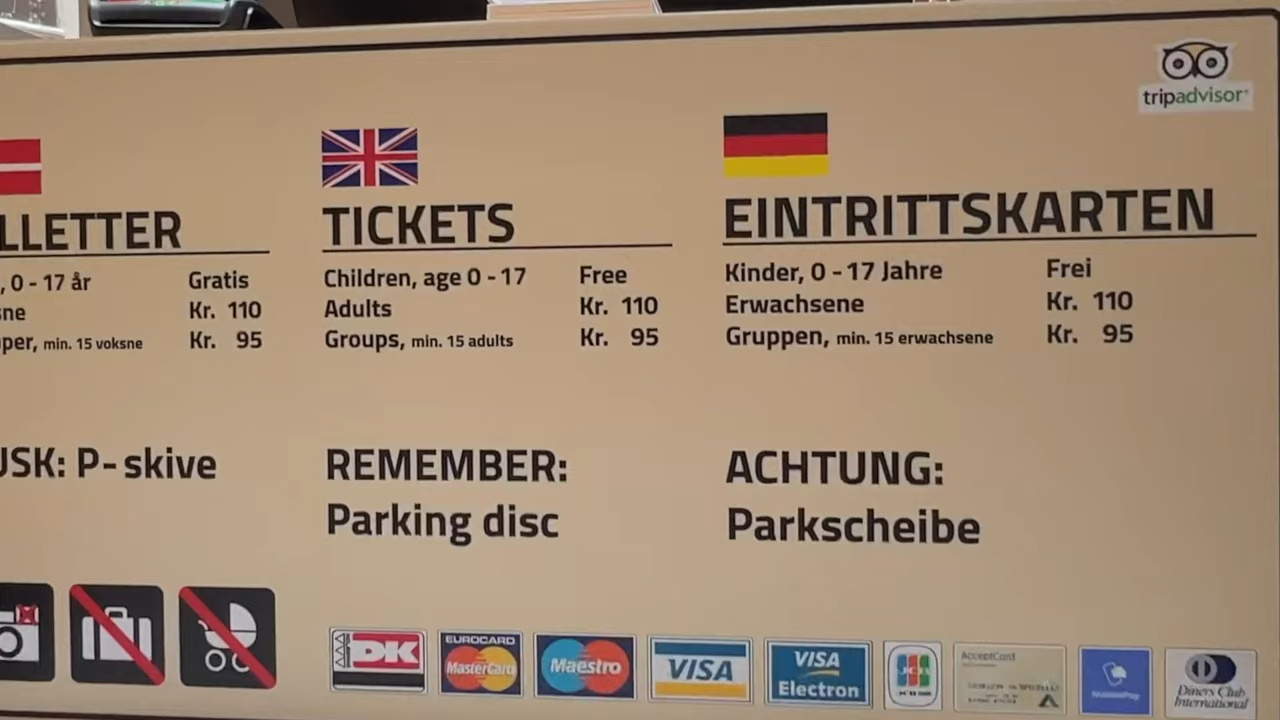 tripadvisor
LLETTER
, 0 - 17 år Gratis
sne Kr. 110
per, min. 15 voksne Kr. 95
USK: P-skive
TICKETS
Children, age 0 - 17 Free
Adults Kr. 110
Groups, min. 15 adults Kr. 95
REMEMBER:
Parking disc
EINTRITTSKARTEN
Kinder, 0 - 17 Jahre Frei
Erwachsene Kr. 110
Gruppen, min. 15 erwachsene Kr. 95
ACHTUNG:
Parkscheibe
DK
EUROCARD
MasterCard
Maestro
VISA
VISA
Electron
JCB
AcceptCard
MobilePay
Diners Club
International